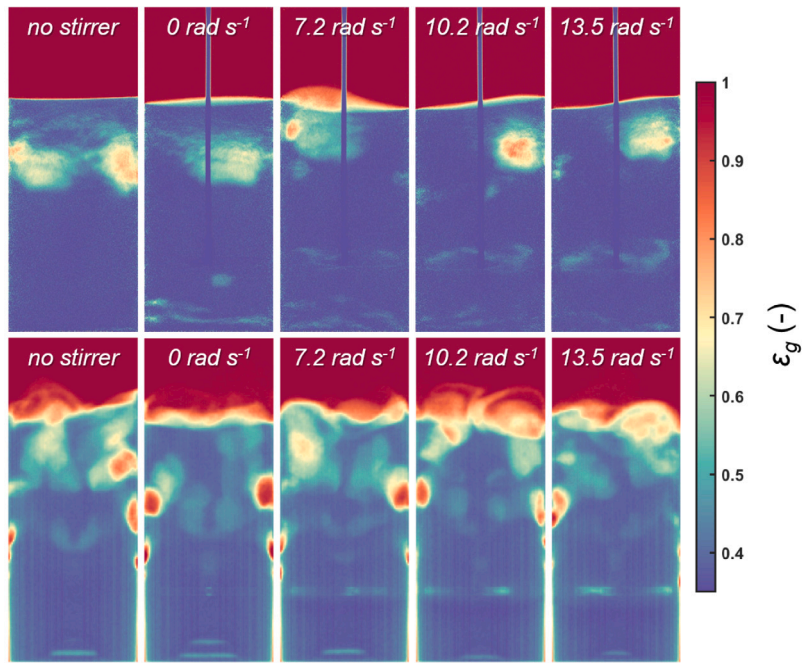 no stirrer 0 rad s⁻¹ 7.2 rad s⁻¹ 10.2 rad s⁻¹ 13.5 rad s⁻¹
no stirrer 0 rad s⁻¹ 7.2 rad s⁻¹ 10.2 rad s⁻¹ 13.5 rad s⁻¹
1
0.9
0.8
0.7
0.6
0.5
0.4
ε_g (-)